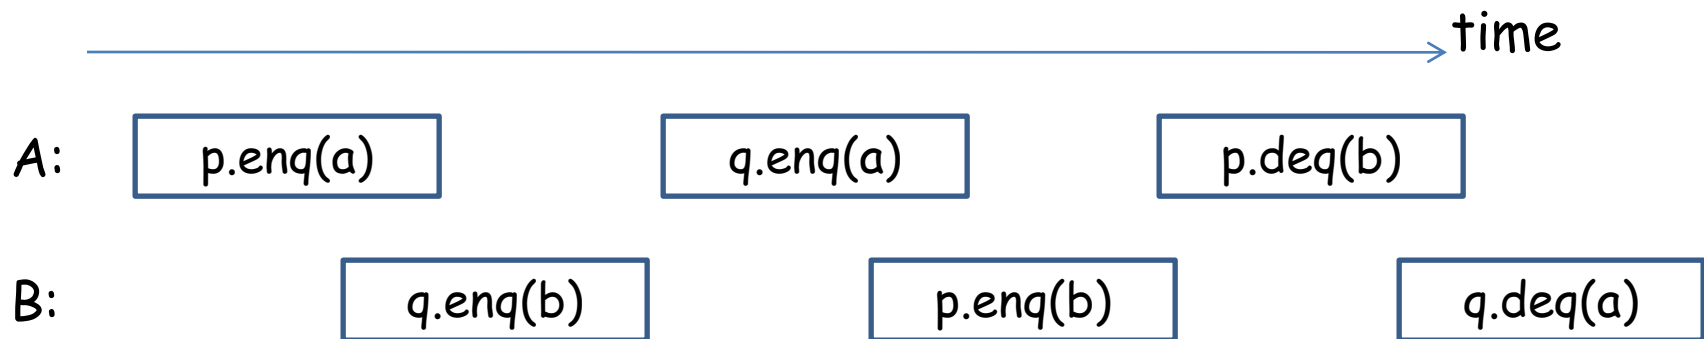 time
A: p.enq(a) q.enq(a) p.deq(b)
B: q.enq(b) p.enq(b) q.deq(a)